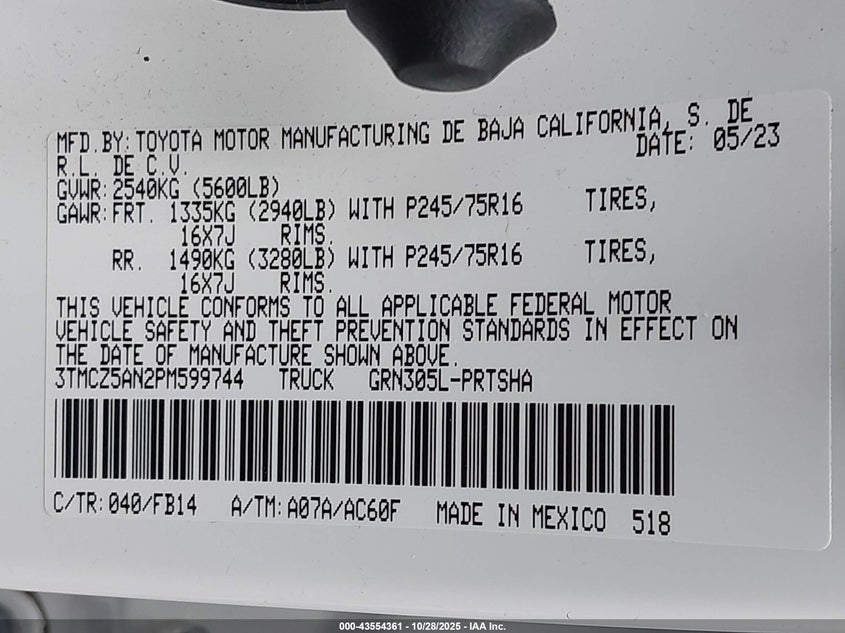 MFD.BY:TOYOTA MOTOR MANUFACTURING DE BAJA CALIFORNIA, S. DE
R.L. DE C.V. DATE: 05/23
GVWR:2540KG (5600LB)
GAWR:FRT. 1335KG (2940LB) WITH P245/75R16 TIRES,
16X7J RIMS.
RR. 1490KG (3280LB) WITH P245/75R16 TIRES,
16X7J RIMS.
THIS VEHICLE CONFORMS TO ALL APPLICABLE FEDERAL MOTOR
VEHICLE SAFETY AND THEFT PREVENTION STANDARDS IN EFFECT ON
THE DATE OF MANUFACTURE SHOWN ABOVE.
3TMCZ5AN2PM599744 TRUCK GRN305L-PRTSHA
C/TR:040/FB14 A/TM:A07A/AC60F MADE IN MEXICO 518
000-43554361 - 10/28/2025 - IAA Inc.